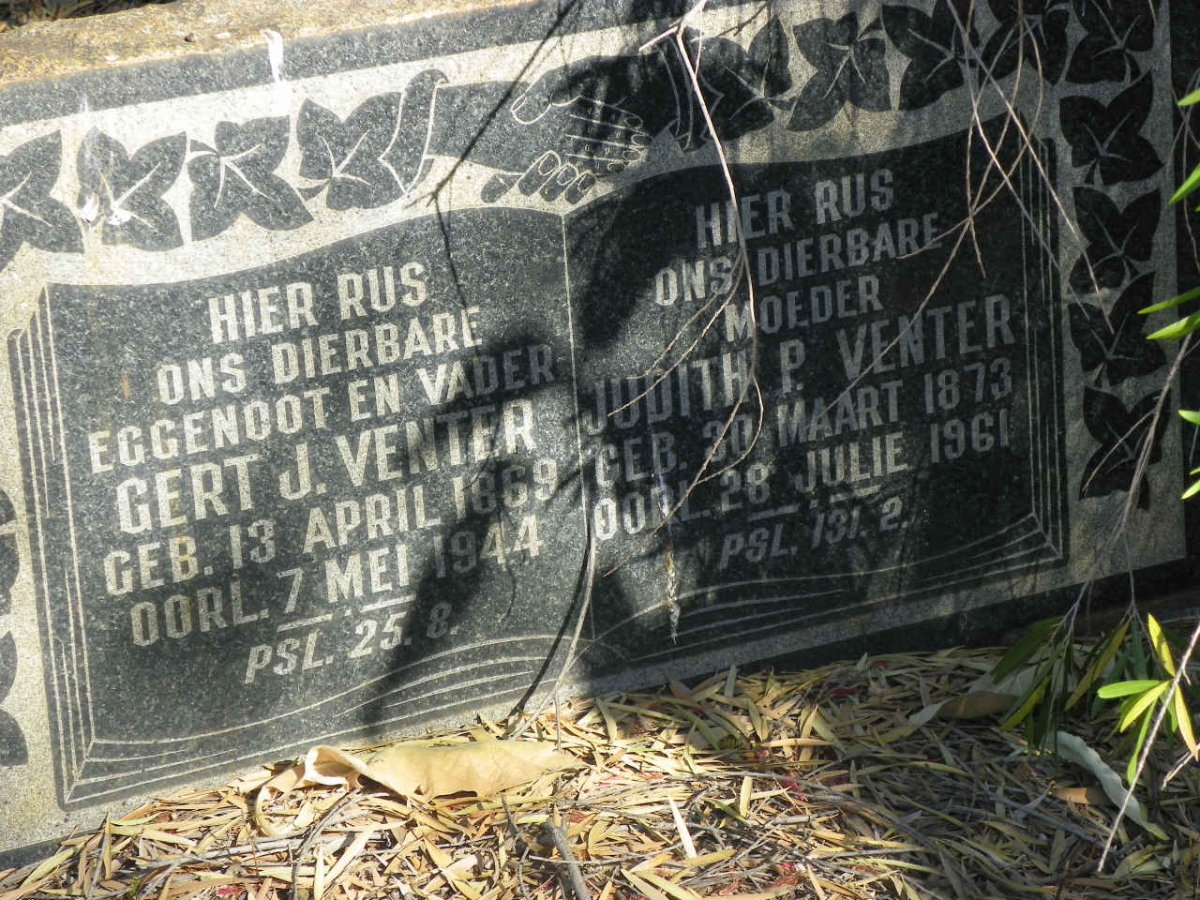 HIER RUS
ONS DIERBARE
EGGENOOT EN VADER
GERT J. VENTER
GEB. 13 APRIL 1869
OORL. 7 MEI 1944
PSL. 25. 8.
HIER RUS
ONS DIERBARE
MOEDER
JUDITH P. VENTER
GEB. 30 MAART 1873
OORL. 28 JULIE 1961
PSL. 131. 2.